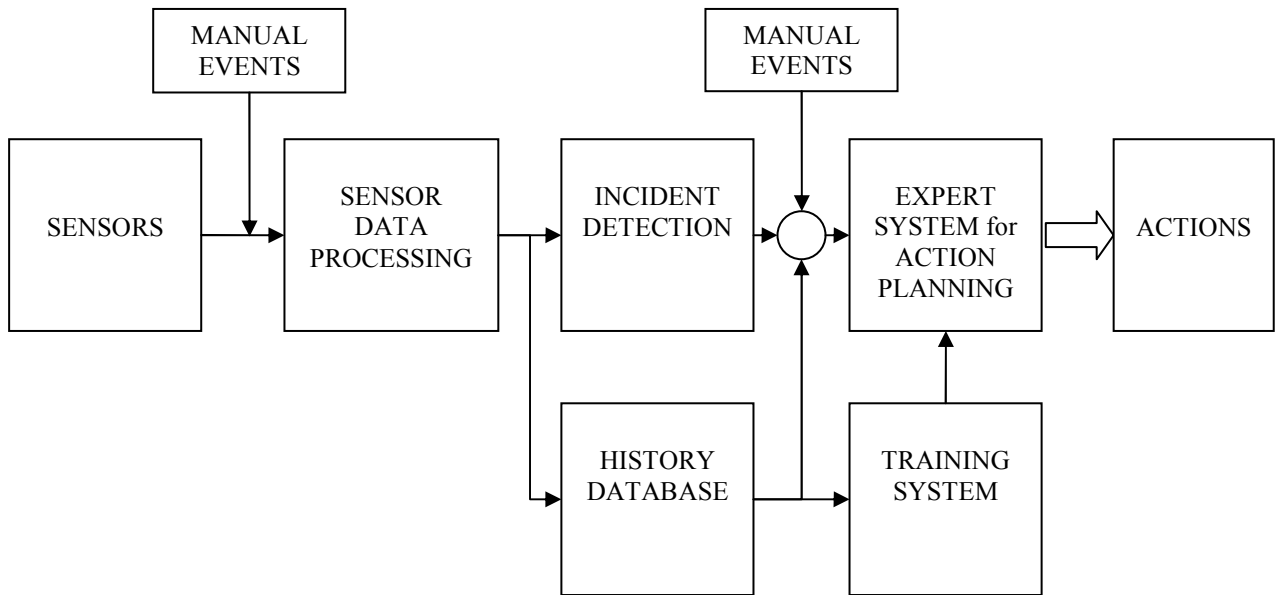 MANUAL
EVENTS
MANUAL
EVENTS
SENSORS
SENSOR
DATA
PROCESSING
INCIDENT
DETECTION
EXPERT
SYSTEM for
ACTION
PLANNING
ACTIONS
HISTORY
DATABASE
TRAINING
SYSTEM